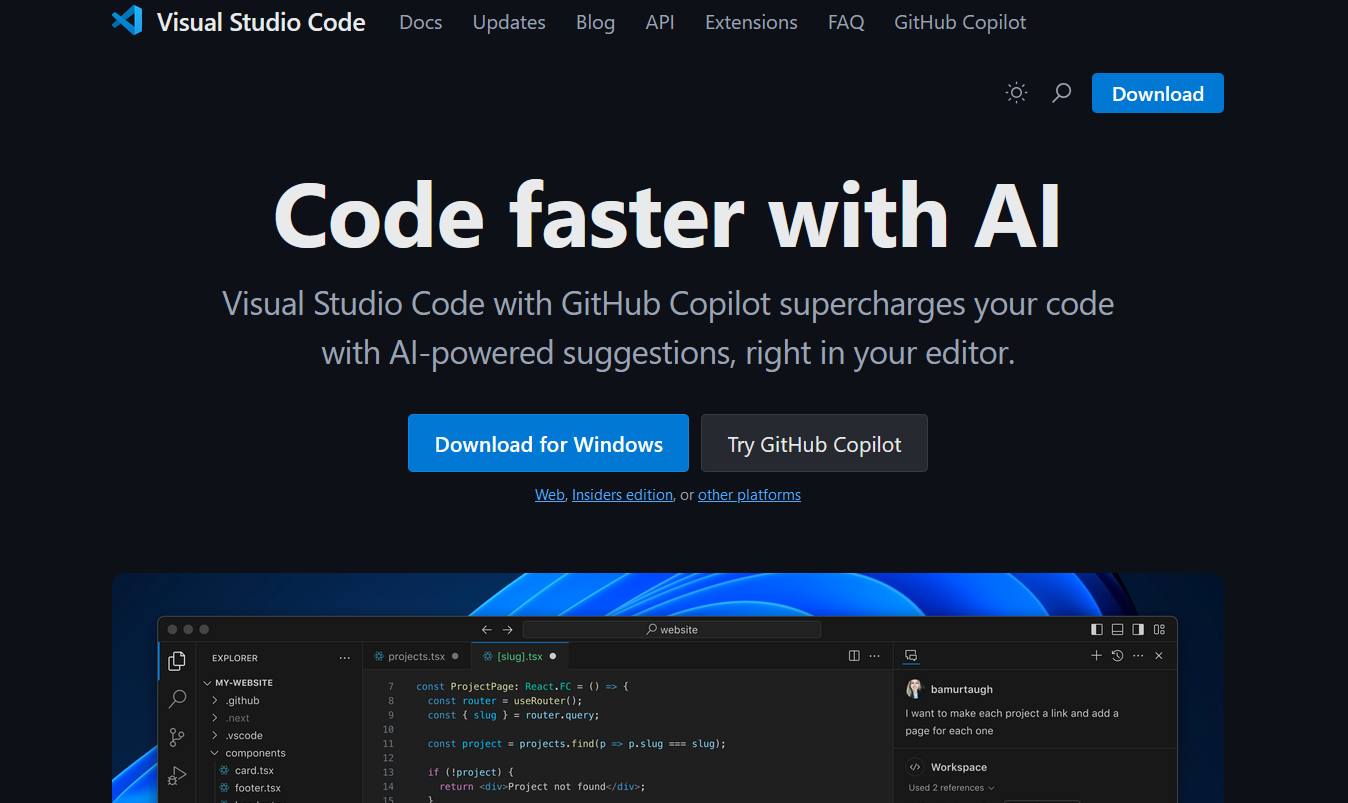 Visual Studio Code Docs Updates Blog API Extensions FAQ GitHub Copilot
Download
Code faster with AI
Visual Studio Code with GitHub Copilot supercharges your code
with AI-powered suggestions, right in your editor.
Download for Windows Try GitHub Copilot
Web, Insiders edition, or other platforms
website
EXPLORER
MY-WEBSITE
.github
.next
.vscode
components
card.tsx
footer.tsx
projects.tsx [slug].tsx
7 const ProjectPage: React.FC = () => {
8 const router = useRouter();
9 const { slug } = router.query;
10
11 const project = projects.find(p => p.slug === slug);
12
13 if (!project) {
14 return <div>Project not found</div>;
15 }
bamurtaugh
I want to make each project a link and add a
page for each one
Workspace
Used 2 references